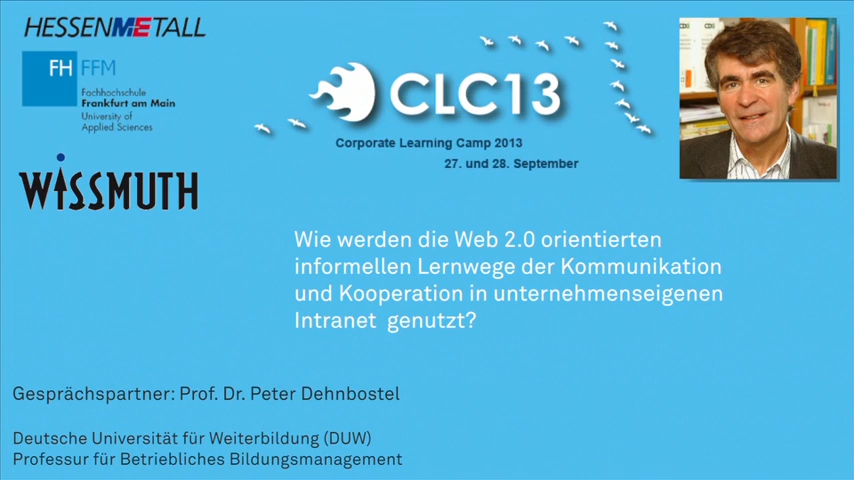 HESSENMETALL
FH FFM
Fachhochschule
Frankfurt am Main
University of
Applied Sciences
WISSMUTH
CLC13
Corporate Learning Camp 2013
27. und 28. September
Wie werden die Web 2.0 orientierten
informellen Lernwege der Kommunikation
und Kooperation in unternehmenseigenen
Intranet genutzt?
Gesprächspartner: Prof. Dr. Peter Dehnbostel
Deutsche Universität für Weiterbildung (DUW)
Professur für Betriebliches Bildungsmanagement